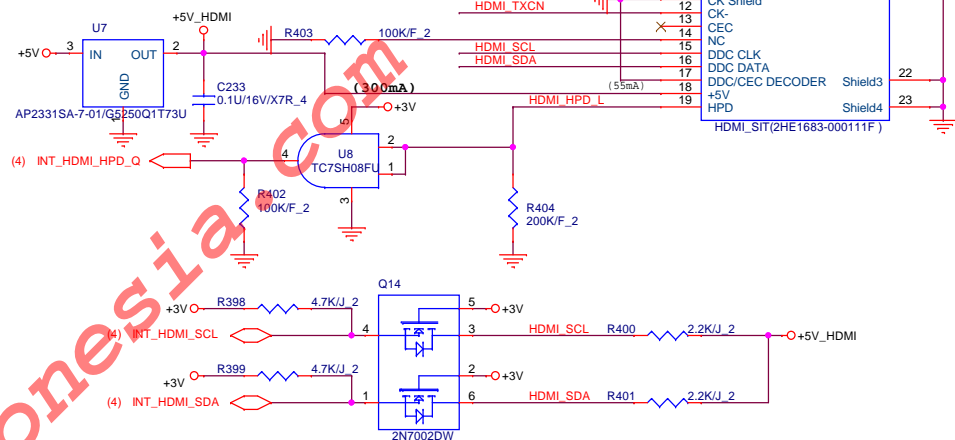 HDMI_TXCN
12
CK Shield
CK-
13
CEC
14
NC
15
DDC CLK
16
DDC DATA
17
DDC/CEC DECODER
18
+5V
19
HPD
Shield3
22
Shield4
23
HDMI_SIT(2HE1683-000111F )
HDMI_SCL
HDMI_SDA
(55mA)
HDMI_HPD_L
+5V_HDMI
U7
+5V
3
IN
OUT
2
GND
AP2331SA-7-01/G5250Q1T73U
C233
0.1U/16V/X7R_4
R403
100K/F_2
(300mA)
+3V
5
2
1
4
U8
TC7SH08FU
3
(4) INT_HDMI_HPD_Q
R402
100K/F_2
R404
200K/F_2
Q14
+3V
R398
4.7K/J_2
(4) INT_HDMI_SCL
4
5
+3V
3
HDMI_SCL
R400
2.2K/J_2
+5V_HDMI
+3V
R399
4.7K/J_2
(4) INT_HDMI_SDA
1
2
+3V
6
HDMI_SDA
R401
2.2K/J_2
2N7002DW
onesia.com